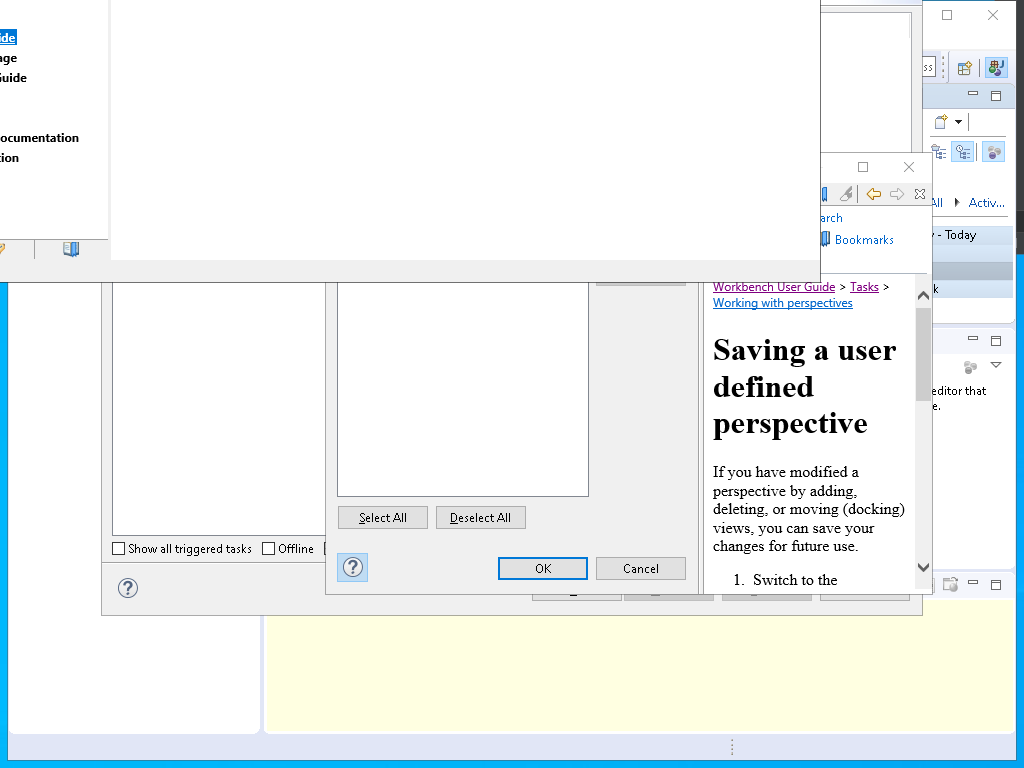 ide
age
Guide
ocumentation
tion
ss
arch
Bookmarks
All
Activ...
y - Today
k
Workbench User Guide > Tasks >
Working with perspectives
Saving a user
defined
perspective
If you have modified a
perspective by adding,
deleting, or moving (docking)
views, you can save your
changes for future use.
1. Switch to the
editor that
e.
Select All
Deselect All
Show all triggered tasks
Offline
OK
Cancel